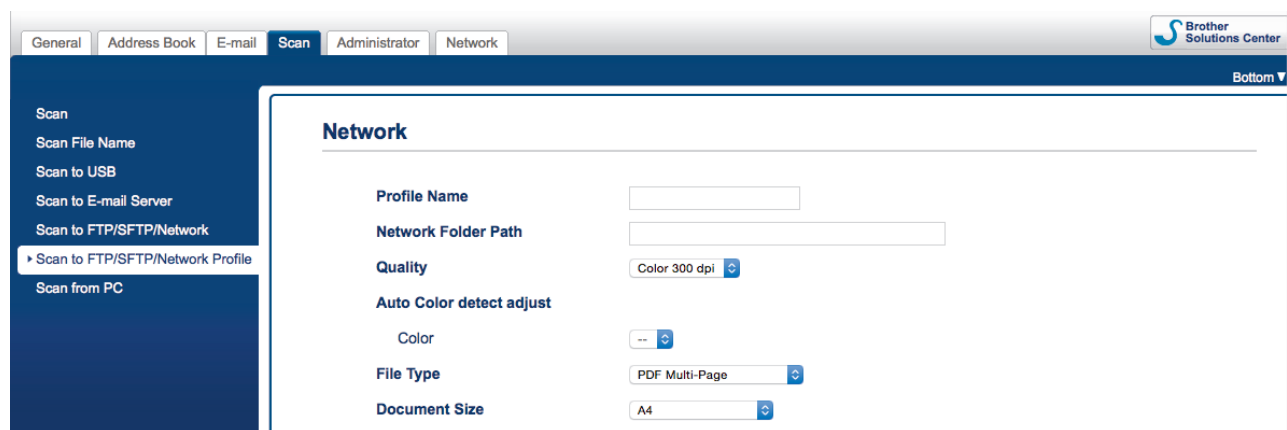 General Address Book E-mail Scan Administrator Network
Brother
Solutions Center
Bottom▼
Scan
Scan File Name
Scan to USB
Scan to E-mail Server
Scan to FTP/SFTP/Network
Scan to FTP/SFTP/Network Profile
Scan from PC
Network
Profile Name
Network Folder Path
Quality Color 300 dpi
Auto Color detect adjust
Color --
File Type PDF Multi-Page
Document Size A4